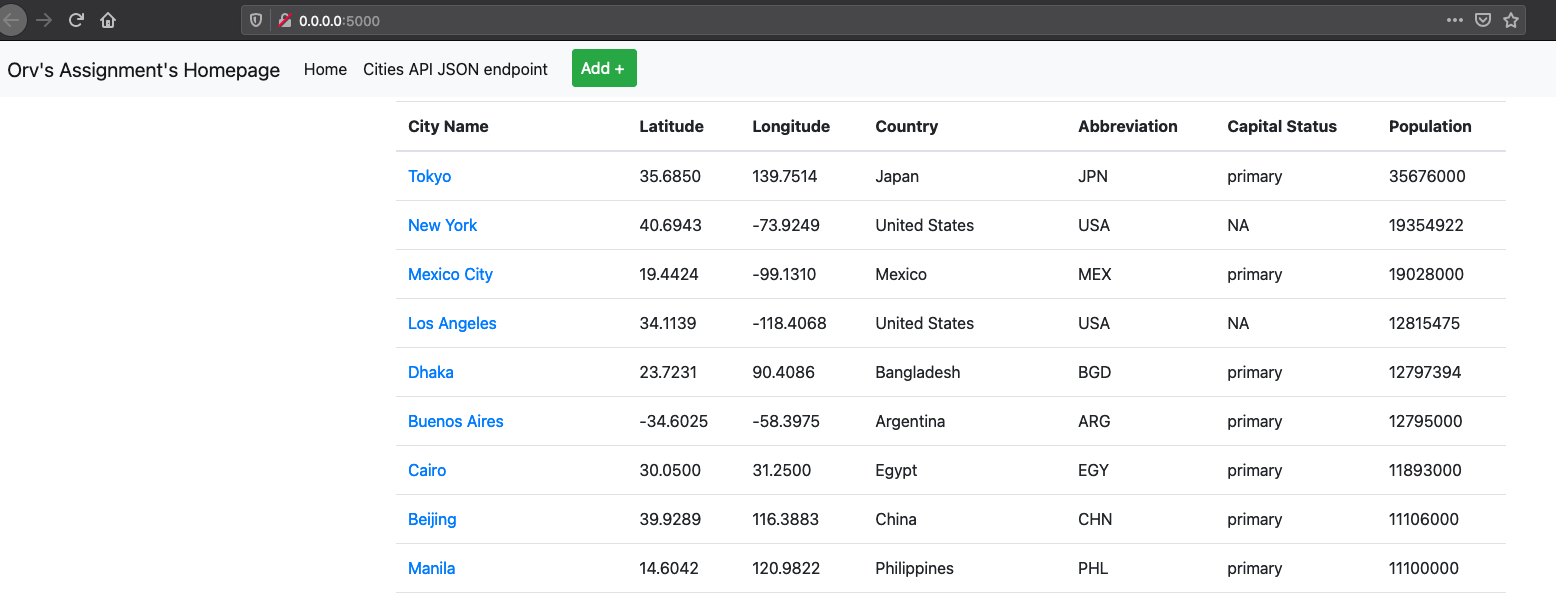 0.0.0.0:5000
Orv's Assignment's Homepage Home Cities API JSON endpoint Add +
City Name Latitude Longitude Country Abbreviation Capital Status Population
Tokyo 35.6850 139.7514 Japan JPN primary 35676000
New York 40.6943 -73.9249 United States USA NA 19354922
Mexico City 19.4424 -99.1310 Mexico MEX primary 19028000
Los Angeles 34.1139 -118.4068 United States USA NA 12815475
Dhaka 23.7231 90.4086 Bangladesh BGD primary 12797394
Buenos Aires -34.6025 -58.3975 Argentina ARG primary 12795000
Cairo 30.0500 31.2500 Egypt EGY primary 11893000
Beijing 39.9289 116.3883 China CHN primary 11106000
Manila 14.6042 120.9822 Philippines PHL primary 11100000